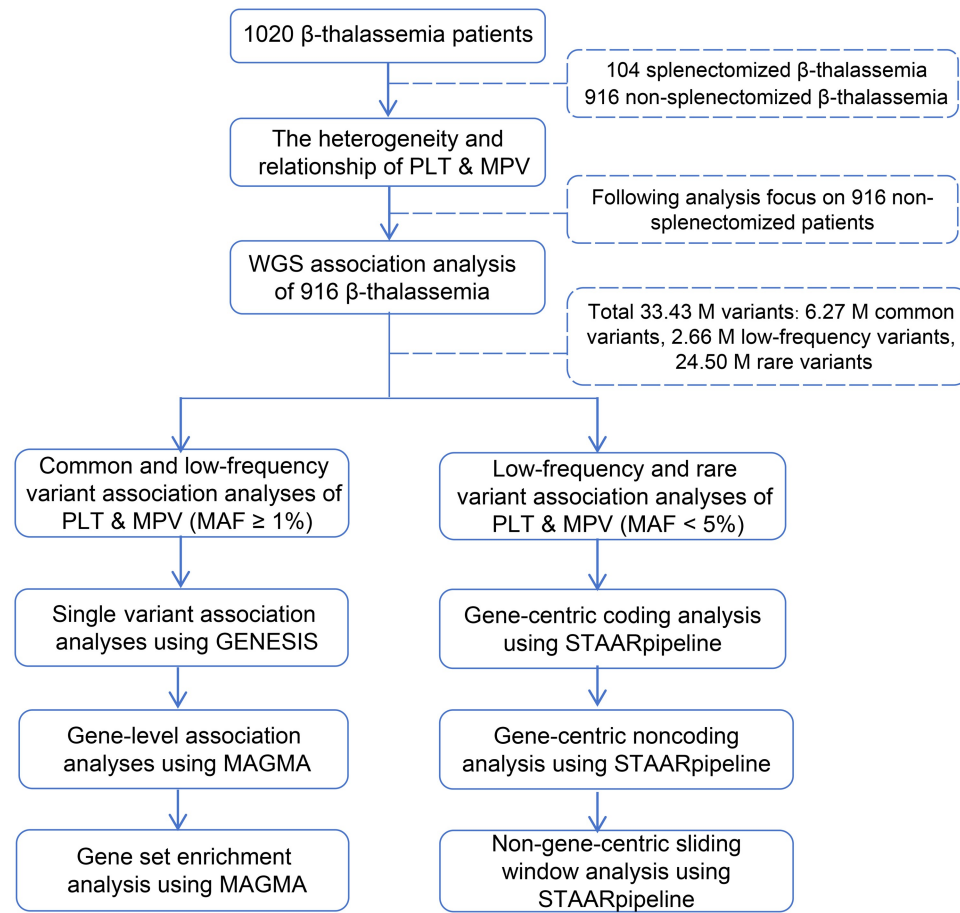 1020 β-thalassemia patients
104 splenectomized β-thalassemia
916 non-splenectomized β-thalassemia
The heterogeneity and
relationship of PLT & MPV
Following analysis focus on 916 non-
splenectomized patients
WGS association analysis
of 916 β-thalassemia
Total 33.43 M variants: 6.27 M common
variants, 2.66 M low-frequency variants,
24.50 M rare variants
Common and low-frequency
variant association analyses of
PLT & MPV (MAF ≥ 1%)
Single variant association
analyses using GENESIS
Gene-level association
analyses using MAGMA
Gene set enrichment
analysis using MAGMA
Low-frequency and rare
variant association analyses of
PLT & MPV (MAF < 5%)
Gene-centric coding analysis
using STAARpipeline
Gene-centric noncoding
analysis using STAARpipeline
Non-gene-centric sliding
window analysis using
STAARpipeline